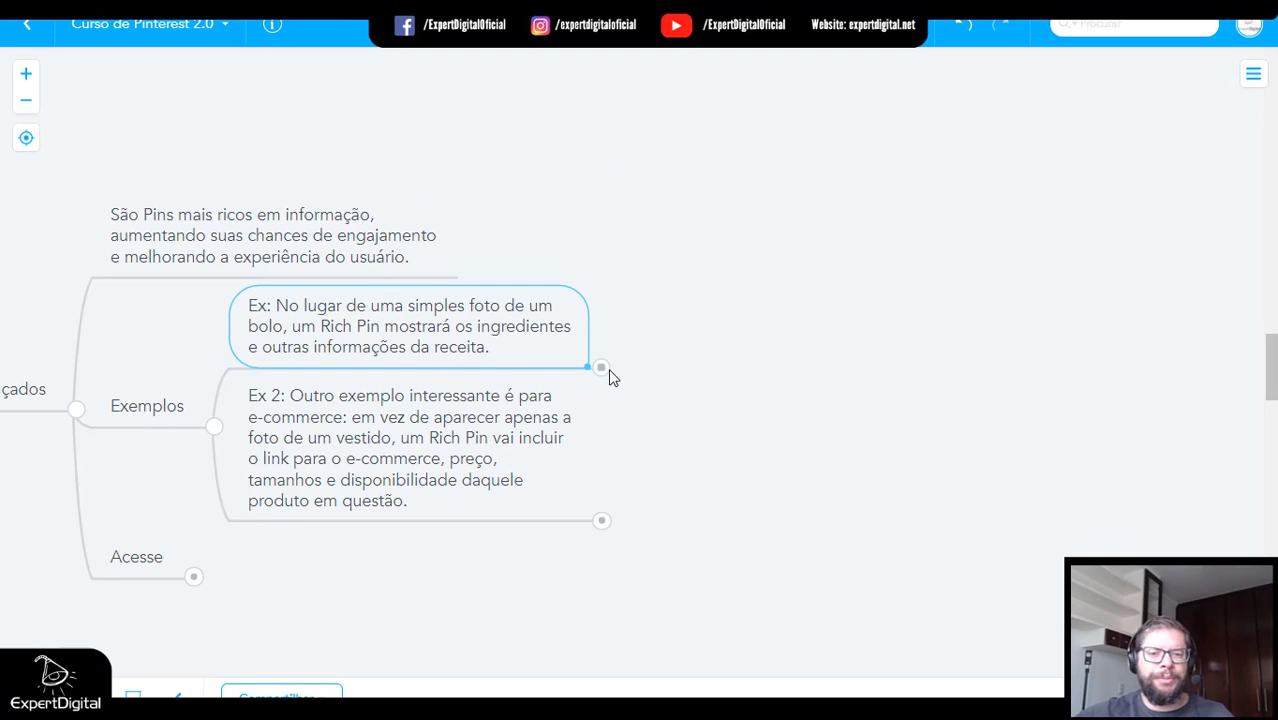 Curso de Pinterest 2.0
/ExpertDigitalOficial
/expertdigitaloficial
/ExpertDigitalOficial
Website: expertdigital.net
Procurar
São Pins mais ricos em informação,
aumentando suas chances de engajamento
e melhorando a experiência do usuário.
Ex: No lugar de uma simples foto de um
bolo, um Rich Pin mostrará os ingredientes
e outras informações da receita.
çados
Exemplos
Ex 2: Outro exemplo interessante é para
e-commerce: em vez de aparecer apenas a
foto de um vestido, um Rich Pin vai incluir
o link para o e-commerce, preço,
tamanhos e disponibilidade daquele
produto em questão.
Acesse
ExpertDigital
Compartilhar